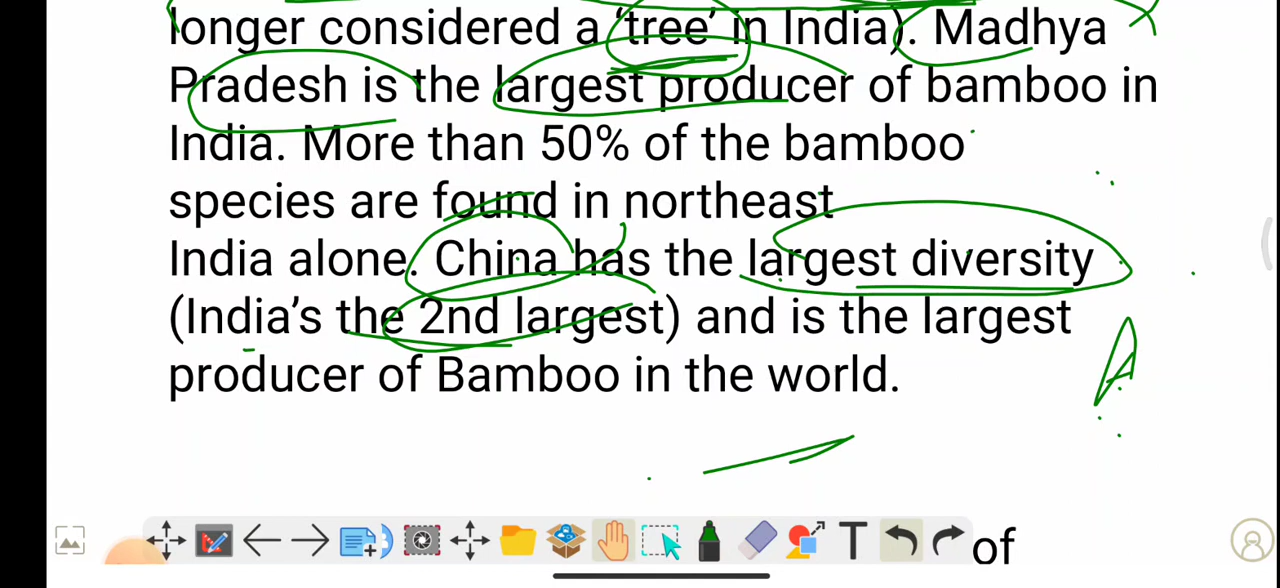 longer considered a ‘tree’ in India). Madhya
Pradesh is the largest producer of bamboo in
India. More than 50% of the bamboo
species are found in northeast
India alone. China has the largest diversity
(India’s the 2nd largest) and is the largest
producer of Bamboo in the world.
A
T
of